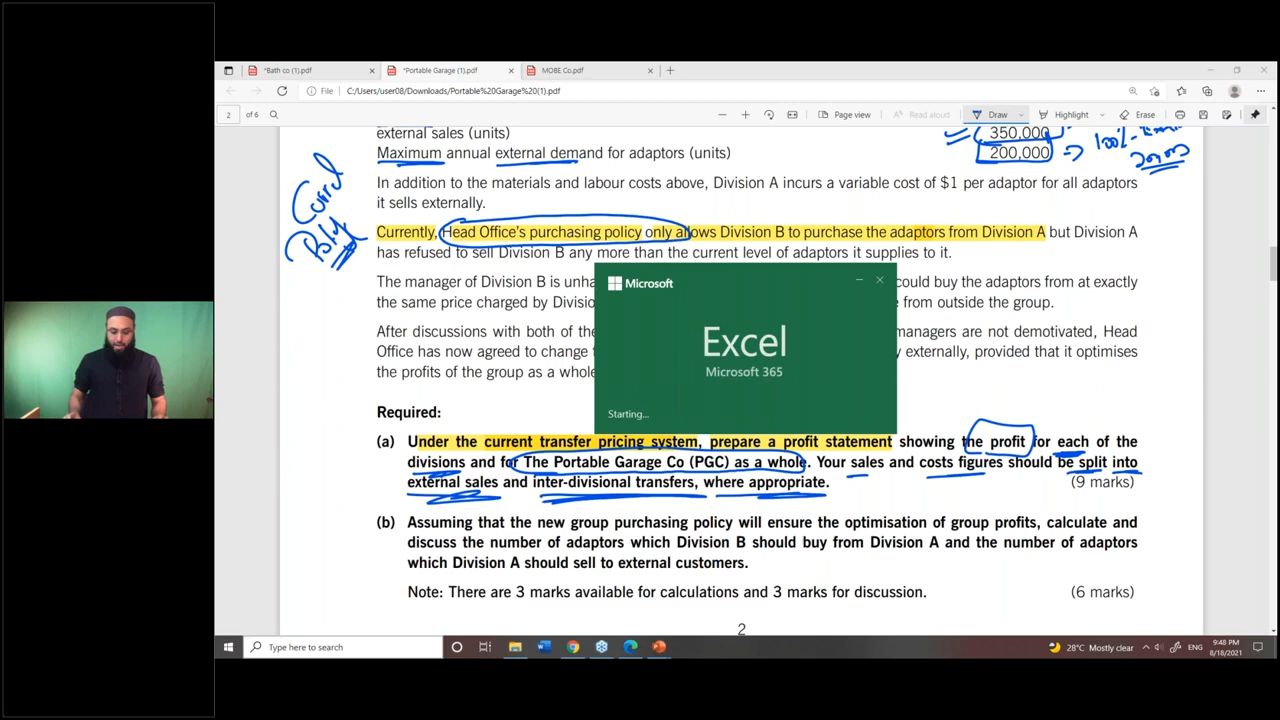 *Bath co (1).pdf
*Portable Garage (1).pdf
MOBE Co.pdf
File
C:/Users/user08/Downloads/Portable%20Garage%20(1).pdf
2 of 6
Page view
Read aloud
Draw
Highlight
Erase
external sales (units) 350,000
Maximum annual external demand for adaptors (units) 200,000
100%
In addition to the materials and labour costs above, Division A incurs a variable cost of $1 per adaptor for all adaptors
it sells externally.
Currently, Head Office's purchasing policy only allows Division B to purchase the adaptors from Division A but Division A
has refused to sell Division B any more than the current level of adaptors it supplies to it.
The manager of Division B is unha could buy the adaptors from at exactly
the same price charged by Divisio e from outside the group.
After discussions with both of the managers are not demotivated, Head
Office has now agreed to change t y externally, provided that it optimises
the profits of the group as a whole
Microsoft
Excel
Microsoft 365
Starting...
Required:
(a) Under the current transfer pricing system, prepare a profit statement showing the profit for each of the
divisions and for The Portable Garage Co (PGC) as a whole. Your sales and costs figures should be split into
external sales and inter-divisional transfers, where appropriate. (9 marks)
(b) Assuming that the new group purchasing policy will ensure the optimisation of group profits, calculate and
discuss the number of adaptors which Division B should buy from Division A and the number of adaptors
which Division A should sell to external customers.
Note: There are 3 marks available for calculations and 3 marks for discussion. (6 marks)
2
Type here to search
28°C Mostly clear
ENG
9:48 PM
8/18/2021